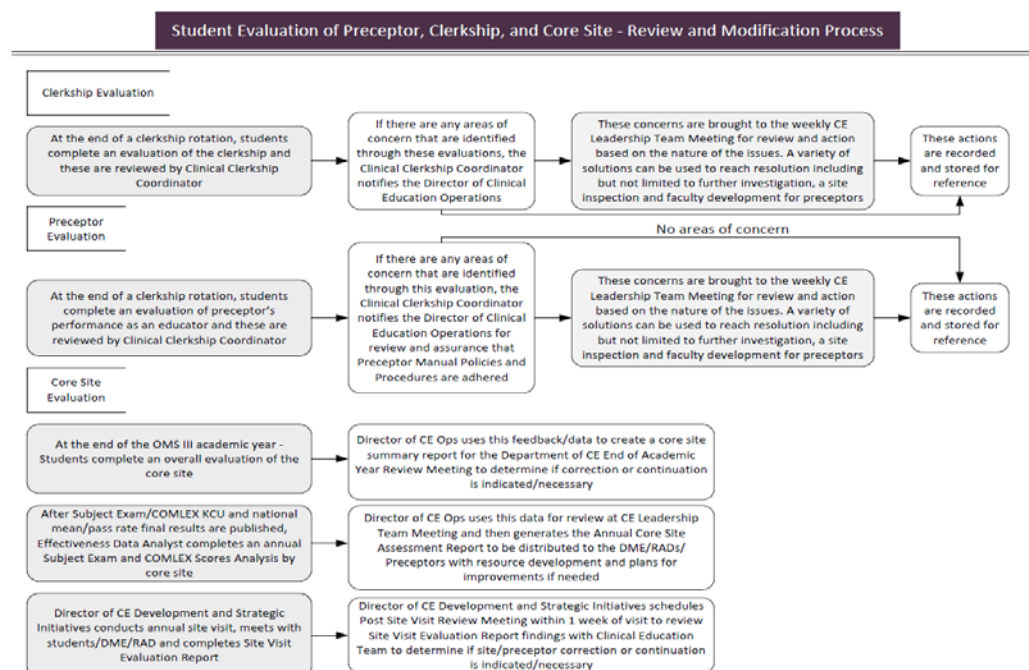 Student Evaluation of Preceptor, Clerkship, and Core Site - Review and Modification Process
Clerkship Evaluation
At the end of a clerkship rotation, students
complete an evaluation of the clerkship and
these are reviewed by Clinical Clerkship
Coordinator
If there are any areas of
concern that are identified
through these evaluations, the
Clinical Clerkship Coordinator
notifies the Director of Clinical
Education Operations
These concerns are brought to the weekly CE
Leadership Team Meeting for review and action
based on the nature of the issues. A variety of
solutions can be used to reach resolution including
but not limited to further investigation, a site
inspection and faculty development for preceptors
These actions
are recorded
and stored for
reference
Preceptor
Evaluation
No areas of concern
At the end of a clerkship rotation, students
complete an evaluation of preceptor's
performance as an educator and these are
reviewed by Clinical Clerkship Coordinator
If there are any areas of
concern that are identified
through this evaluation, the
Clinical Clerkship Coordinator
notifies the Director of Clinical
Education Operations for
review and assurance that
Preceptor Manual Policies and
Procedures are adhered
These concerns are brought to the weekly CE
Leadership Team Meeting for review and action
based on the nature of the issues. A variety of
solutions can be used to reach resolution including
but not limited to further investigation, a site
inspection and faculty development for preceptors
These actions
are recorded
and stored for
reference
Core Site
Evaluation
At the end of the OMS III academic year -
Students complete an overall evaluation of the
core site
Director of CE Ops uses this feedback/data to create a core site
summary report for the Department of CE End of Academic
Year Review Meeting to determine if correction or continuation
is indicated/necessary
After Subject Exam/COMLEX KCU and national
mean/pass rate final results are published,
Effectiveness Data Analyst completes an annual
Subject Exam and COMLEX Scores Analysis by
core site
Director of CE Ops uses this data for review at CE Leadership
Team Meeting and then generates the Annual Core Site
Assessment Report to be distributed to the DME/RADs/
Preceptors with resource development and plans for
improvements if needed
Director of CE Development and Strategic
Initiatives conducts annual site visit, meets with
students/DME/RAD and completes Site Visit
Evaluation Report
Director of CE Development and Strategic Initiatives schedules
Post Site Visit Review Meeting within 1 week of visit to review
Site Visit Evaluation Report findings with Clinical Education
Team to determine if site/preceptor correction or continuation
is indicated/necessary